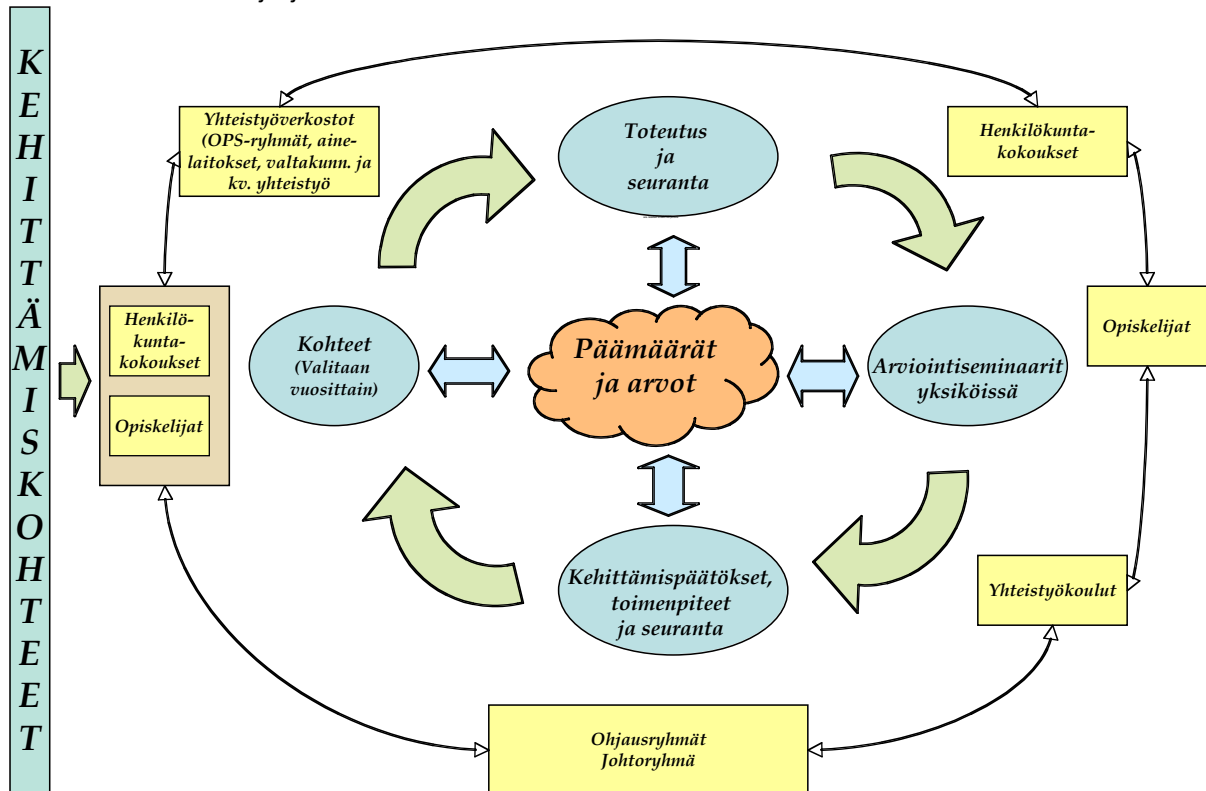 KEHITTÄMISKOHTEET
Yhteistyöverkostot
(OPS-ryhmät, aine-
laitokset, valtakunn. ja
kv. yhteistyö
Toteutus
ja
seuranta
Henkilökunta-
kokoukset
Henkilö-
kunta-
kokoukset
Opiskelijat
Kohteet
(Valitaan
vuosittain)
Päämäärät
ja arvot
Arviointiseminaarit
yksiköissä
Opiskelijat
Kehittämispäätökset,
toimenpiteet
ja seuranta
Yhteistyökoulut
Ohjausryhmät
Johtoryhmä